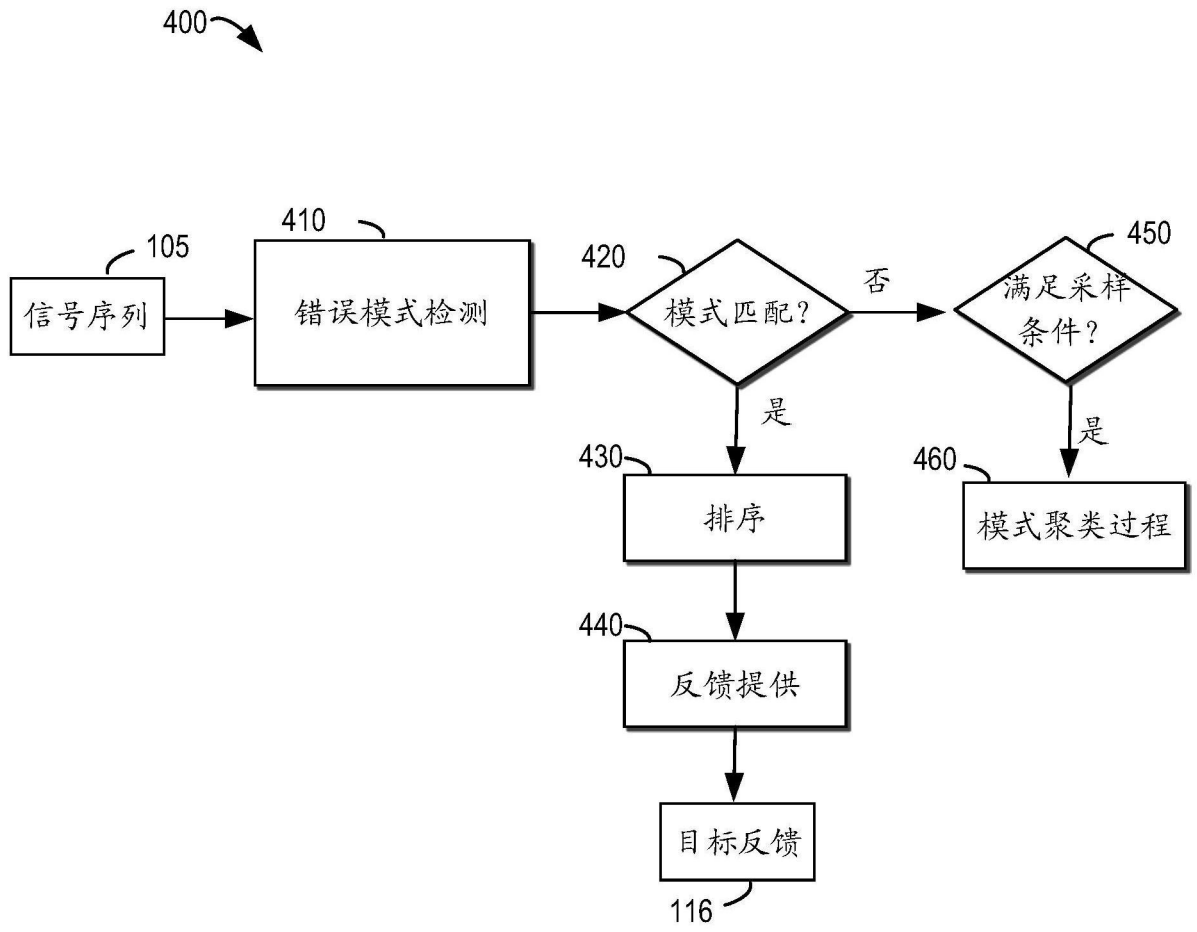 400
410
105
信号序列
错误模式检测
420
模式匹配？
否
450
满足采样
条件？
是
是
430
排序
460
模式聚类过程
440
反馈提供
目标反馈
116